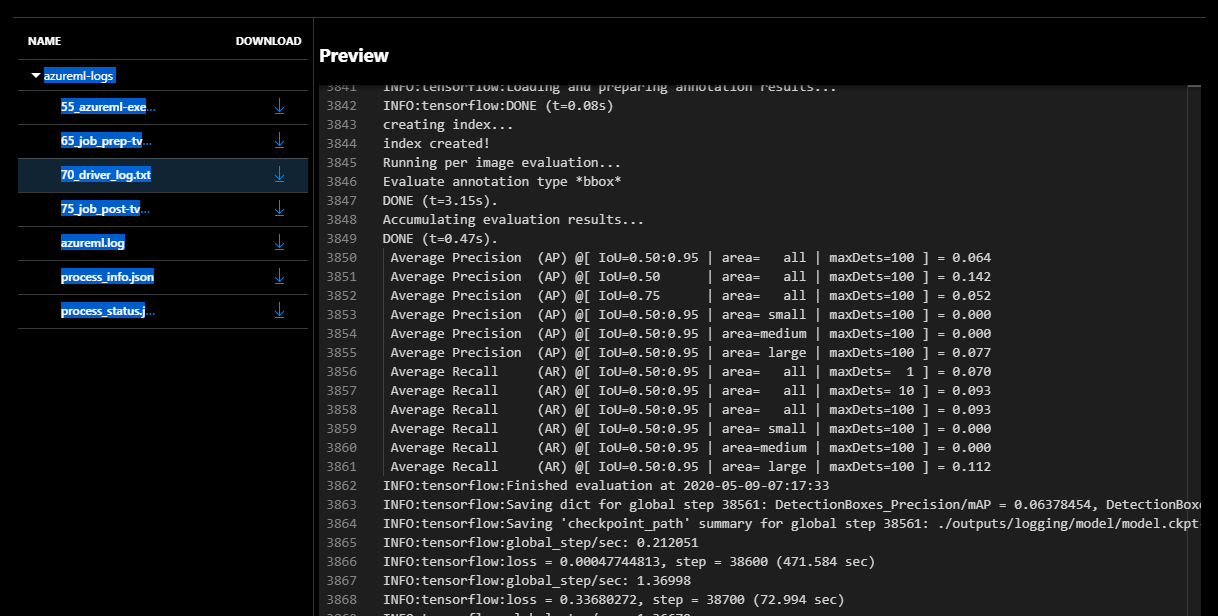 NAME DOWNLOAD
azureml-logs
55_azureml-exe...
65_job_prep-tv...
70_driver_log.txt
75_job_post-tv...
azureml.log
process_info.json
process_status.j...
Preview
3841 INFO:tensorflow:Loading and preparing annotation results...
3842 INFO:tensorflow:DONE (t=0.08s)
3843 creating index...
3844 index created!
3845 Running per image evaluation...
3846 Evaluate annotation type *bbox*
3847 DONE (t=3.15s).
3848 Accumulating evaluation results...
3849 DONE (t=0.47s).
3850 Average Precision  (AP) @[ IoU=0.50:0.95 | area=   all | maxDets=100 ] = 0.064
3851 Average Precision  (AP) @[ IoU=0.50      | area=   all | maxDets=100 ] = 0.142
3852 Average Precision  (AP) @[ IoU=0.75      | area=   all | maxDets=100 ] = 0.052
3853 Average Precision  (AP) @[ IoU=0.50:0.95 | area= small | maxDets=100 ] = 0.000
3854 Average Precision  (AP) @[ IoU=0.50:0.95 | area=medium | maxDets=100 ] = 0.000
3855 Average Precision  (AP) @[ IoU=0.50:0.95 | area= large | maxDets=100 ] = 0.077
3856 Average Recall     (AR) @[ IoU=0.50:0.95 | area=   all | maxDets=  1 ] = 0.070
3857 Average Recall     (AR) @[ IoU=0.50:0.95 | area=   all | maxDets= 10 ] = 0.093
3858 Average Recall     (AR) @[ IoU=0.50:0.95 | area=   all | maxDets=100 ] = 0.093
3859 Average Recall     (AR) @[ IoU=0.50:0.95 | area= small | maxDets=100 ] = 0.000
3860 Average Recall     (AR) @[ IoU=0.50:0.95 | area=medium | maxDets=100 ] = 0.000
3861 Average Recall     (AR) @[ IoU=0.50:0.95 | area= large | maxDets=100 ] = 0.112
3862 INFO:tensorflow:Finished evaluation at 2020-05-09-07:17:33
3863 INFO:tensorflow:Saving dict for global step 38561: DetectionBoxes_Precision/mAP = 0.06378454, DetectionBox
3864 INFO:tensorflow:Saving 'checkpoint_path' summary for global step 38561: ./outputs/logging/model/model.ckpt
3865 INFO:tensorflow:global_step/sec: 0.212051
3866 INFO:tensorflow:loss = 0.00047744813, step = 38600 (471.584 sec)
3867 INFO:tensorflow:global_step/sec: 1.36998
3868 INFO:tensorflow:loss = 0.33680272, step = 38700 (72.994 sec)